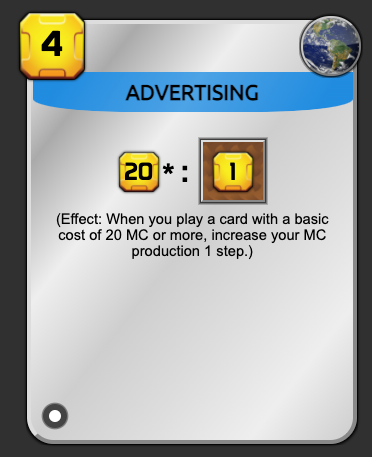 4
ADVERTISING
20 * : 1
(Effect: When you play a card with a basic
cost of 20 MC or more, increase your MC
production 1 step.)